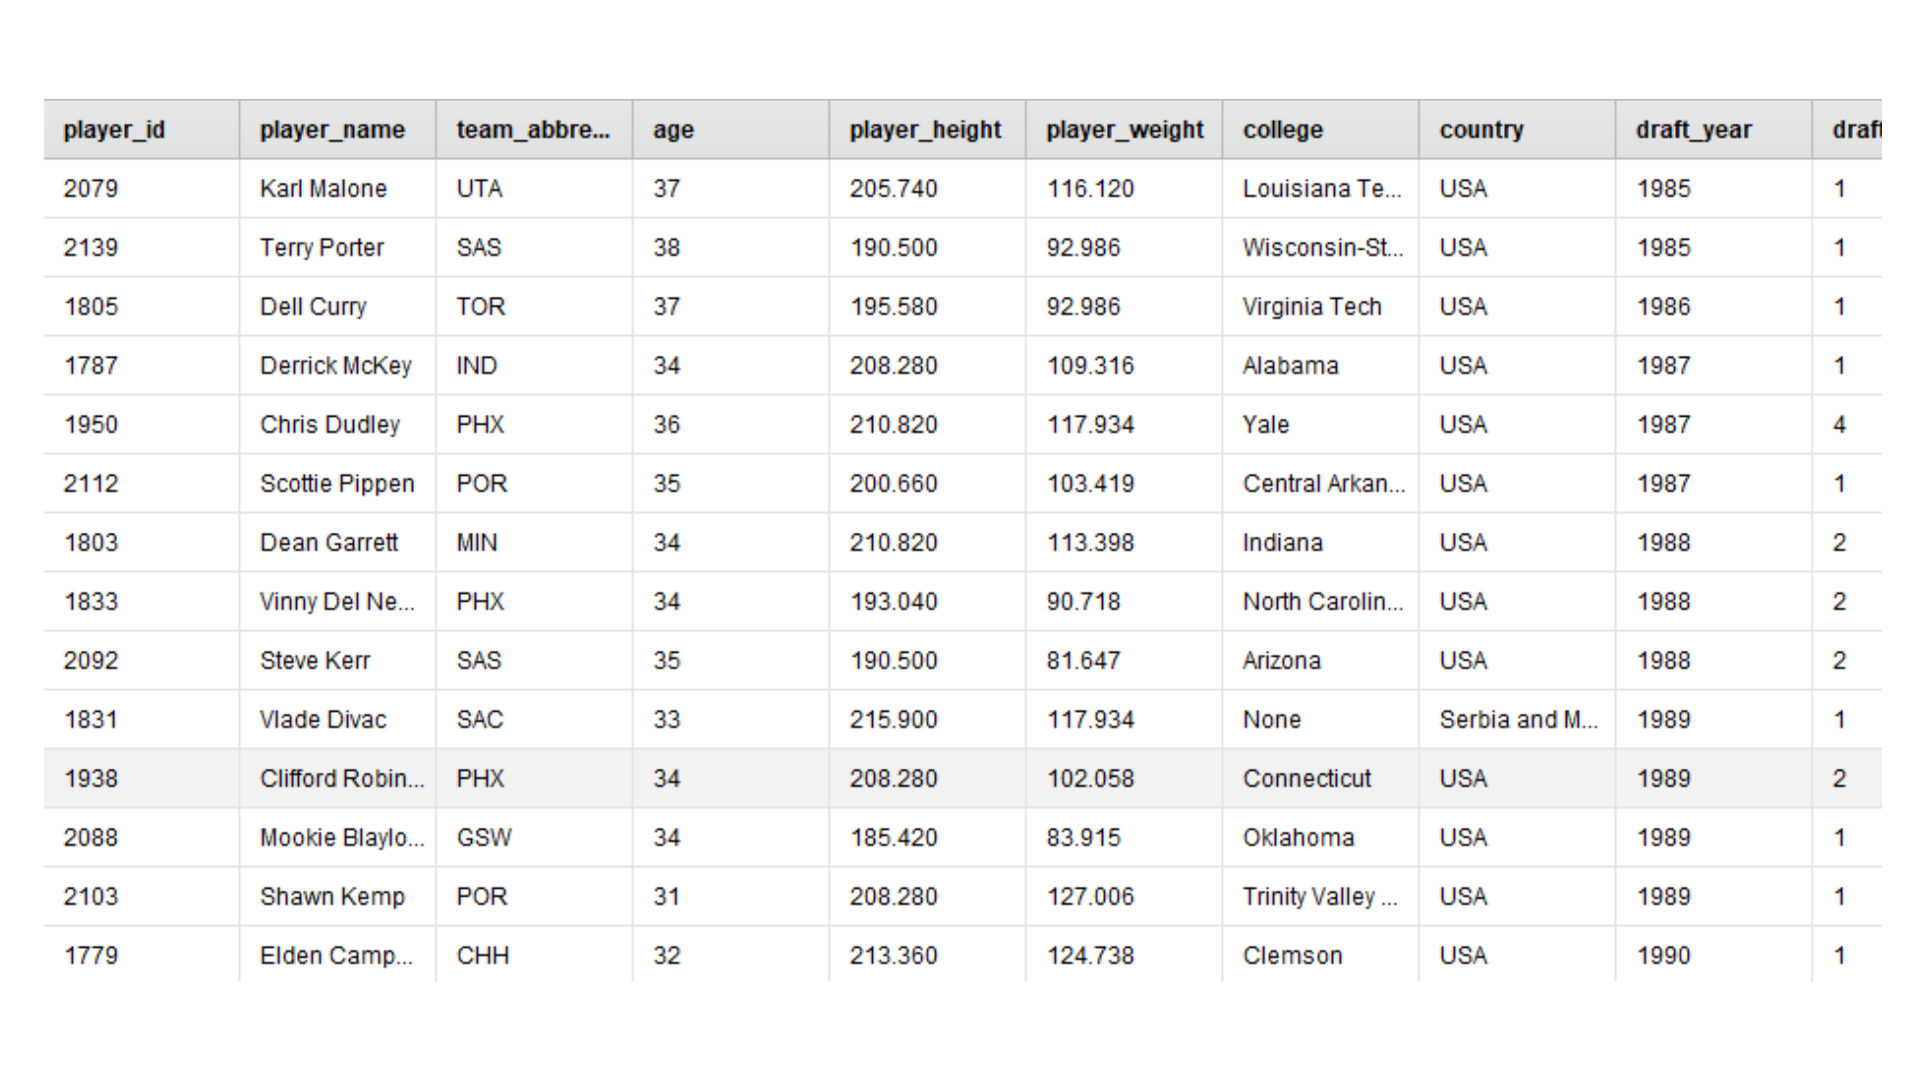 player_id player_name team_abbre... age player_height player_weight college country draft_year draft
2079 Karl Malone UTA 37 205.740 116.120 Louisiana Te... USA 1985 1
2139 Terry Porter SAS 38 190.500 92.986 Wisconsin-St... USA 1985 1
1805 Dell Curry TOR 37 195.580 92.986 Virginia Tech USA 1986 1
1787 Derrick McKey IND 34 208.280 109.316 Alabama USA 1987 1
1950 Chris Dudley PHX 36 210.820 117.934 Yale USA 1987 4
2112 Scottie Pippen POR 35 200.660 103.419 Central Arkan... USA 1987 1
1803 Dean Garrett MIN 34 210.820 113.398 Indiana USA 1988 2
1833 Vinny Del Ne... PHX 34 193.040 90.718 North Carolin... USA 1988 2
2092 Steve Kerr SAS 35 190.500 81.647 Arizona USA 1988 2
1831 Vlade Divac SAC 33 215.900 117.934 None Serbia and M... 1989 1
1938 Clifford Robin... PHX 34 208.280 102.058 Connecticut USA 1989 2
2088 Mookie Blaylo... GSW 34 185.420 83.915 Oklahoma USA 1989 1
2103 Shawn Kemp POR 31 208.280 127.006 Trinity Valley ... USA 1989 1
1779 Elden Camp... CHH 32 213.360 124.738 Clemson USA 1990 1